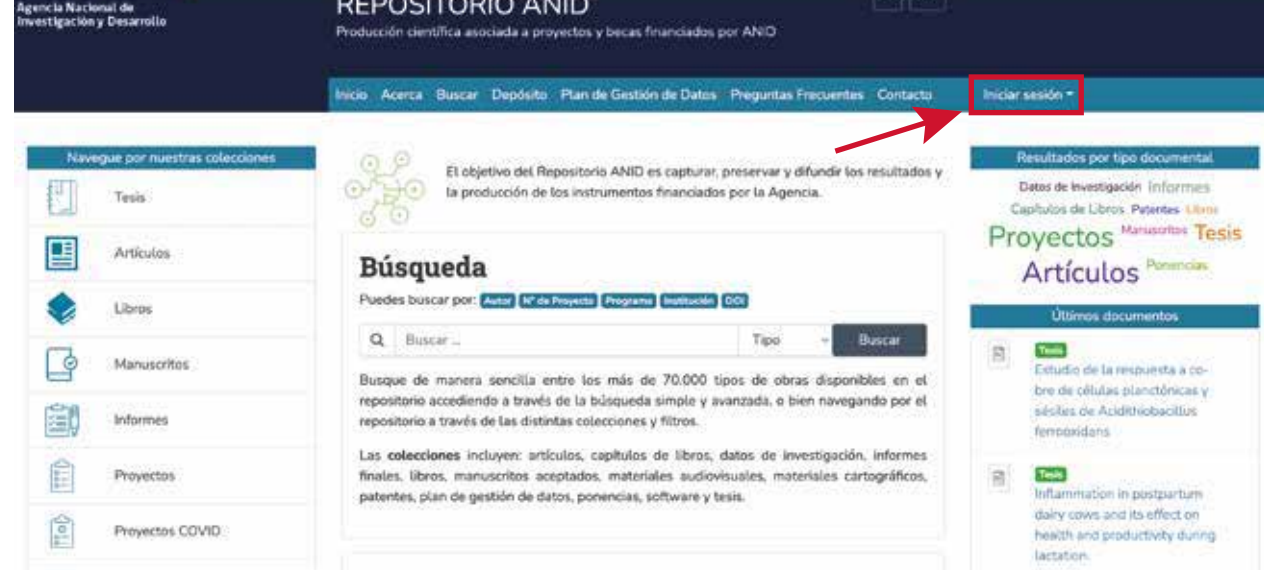 Agencia Nacional de
Investigación y Desarrollo
REPOSITORIO ANID
Producción científica asociada a proyectos y becas financiados por ANID
Inicio Acerca Buscar Depósito Plan de Gestión de Datos Preguntas Frecuentes Contacto Iniciar sesión
Navegue por nuestras colecciones
Tesis
Artículos
Libros
Manuscritos
Informes
Proyectos
Proyectos COVID
El objetivo del Repositorio ANID es capturar, preservar y difundir los resultados y
la producción de los instrumentos financiados por la Agencia.
Búsqueda
Puedes buscar por: Autor Nº de Proyecto Programa Institución DOI
Buscar ... Tipo Buscar
Busque de manera sencilla entre los más de 70.000 tipos de obras disponibles en el
repositorio accediendo a través de la búsqueda simple y avanzada, o bien navegando por el
repositorio a través de las distintas colecciones y filtros.
Las colecciones incluyen: artículos, capítulos de libros, datos de investigación, informes
finales, libros, manuscritos aceptados, materiales audiovisuales, materiales cartográficos,
patentes, plan de gestión de datos, ponencias, software y tesis.
Resultados por tipo documental
Datos de Investigación Informes
Capítulos de Libros Patentes Libros
Proyectos Manuscritos Tesis
Artículos Ponencias
Últimos documentos
Tesis
Estudio de la respuesta a co-
bre de células planctónicas y
sésiles de Acidithiobacillus
ferrooxidans
Tesis
Inflammation in postpartum
dairy cows and its effect on
health and productivity during
lactation.